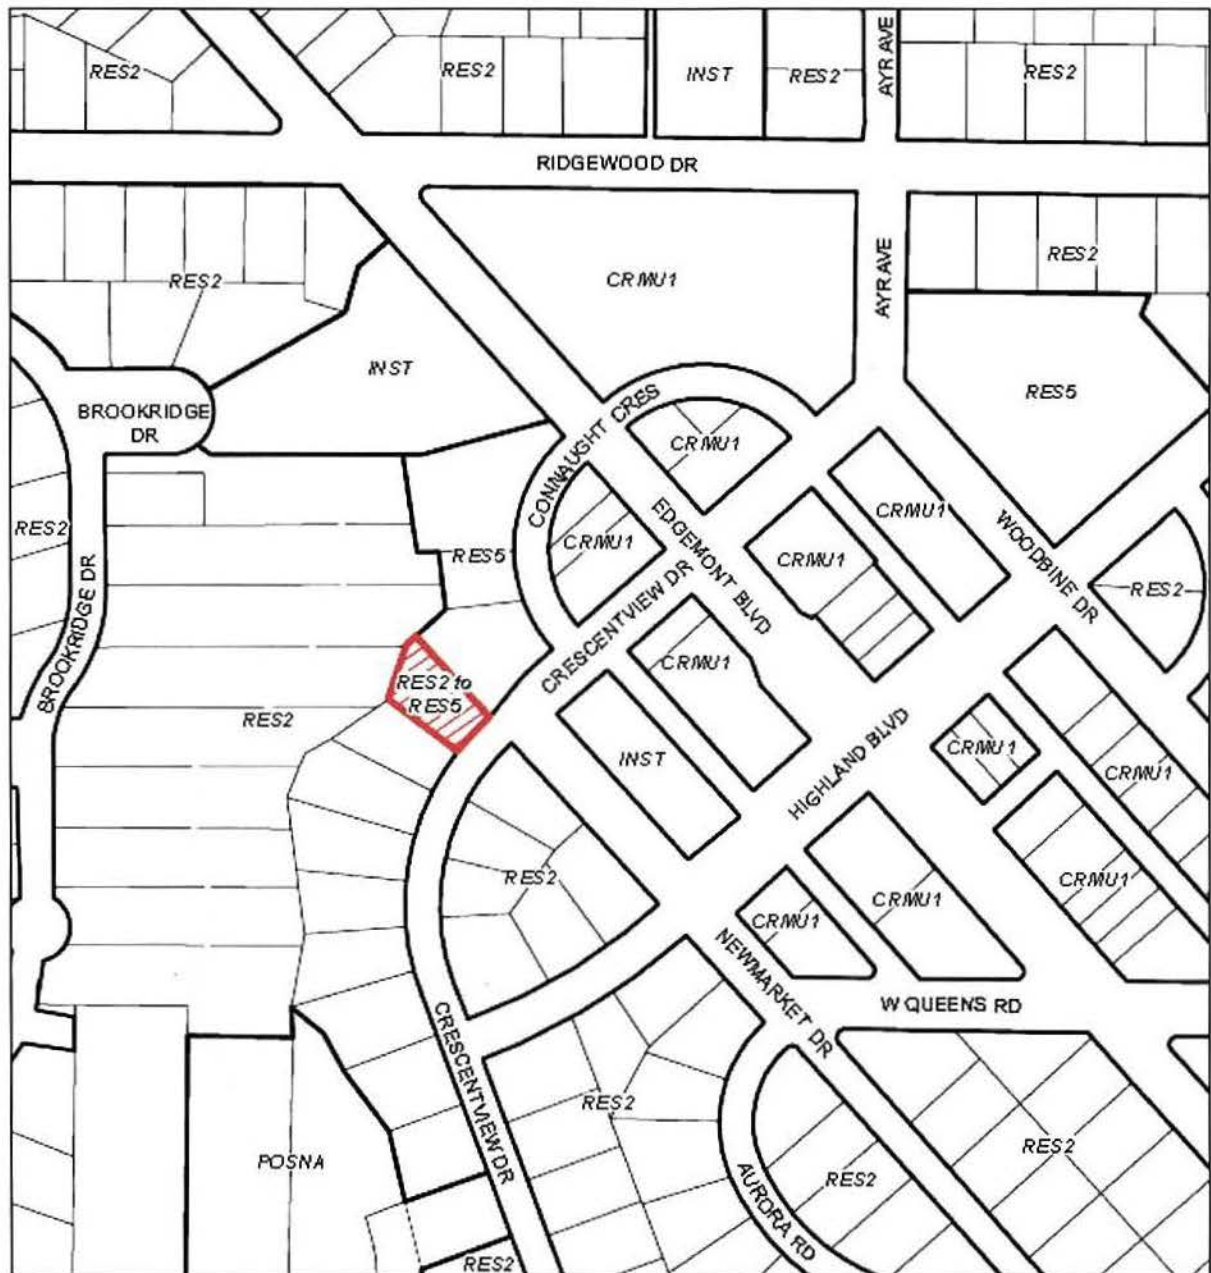 RES2
RES2
INST
RES2
AYR AVE
RES2
RIDGEWOOD DR
RES2
CRMU1
AYR AVE
RES2
INST
RES5
BROOKRIDGE
DR
CONNAUGHT CRES
CRMU1
RES2
RES5
CRMU1
EDGEMONT BLVD
CRMU1
CRMU1
WOODBINE DR
RES2
BROOKRIDGE DR
CRESCENTVIEW DR
CRMU1
RES2 to
RES5
RES2
INST
HIGHLAND BLVD
CRMU1
CRMU1
RES2
CRMU1
CRMU1
CRMU1
NEWMARKET DR
W QUEENS RD
CRESCENTVIEW DR
RES2
RES2
POSNA
RES2
AURORA RD
RES2